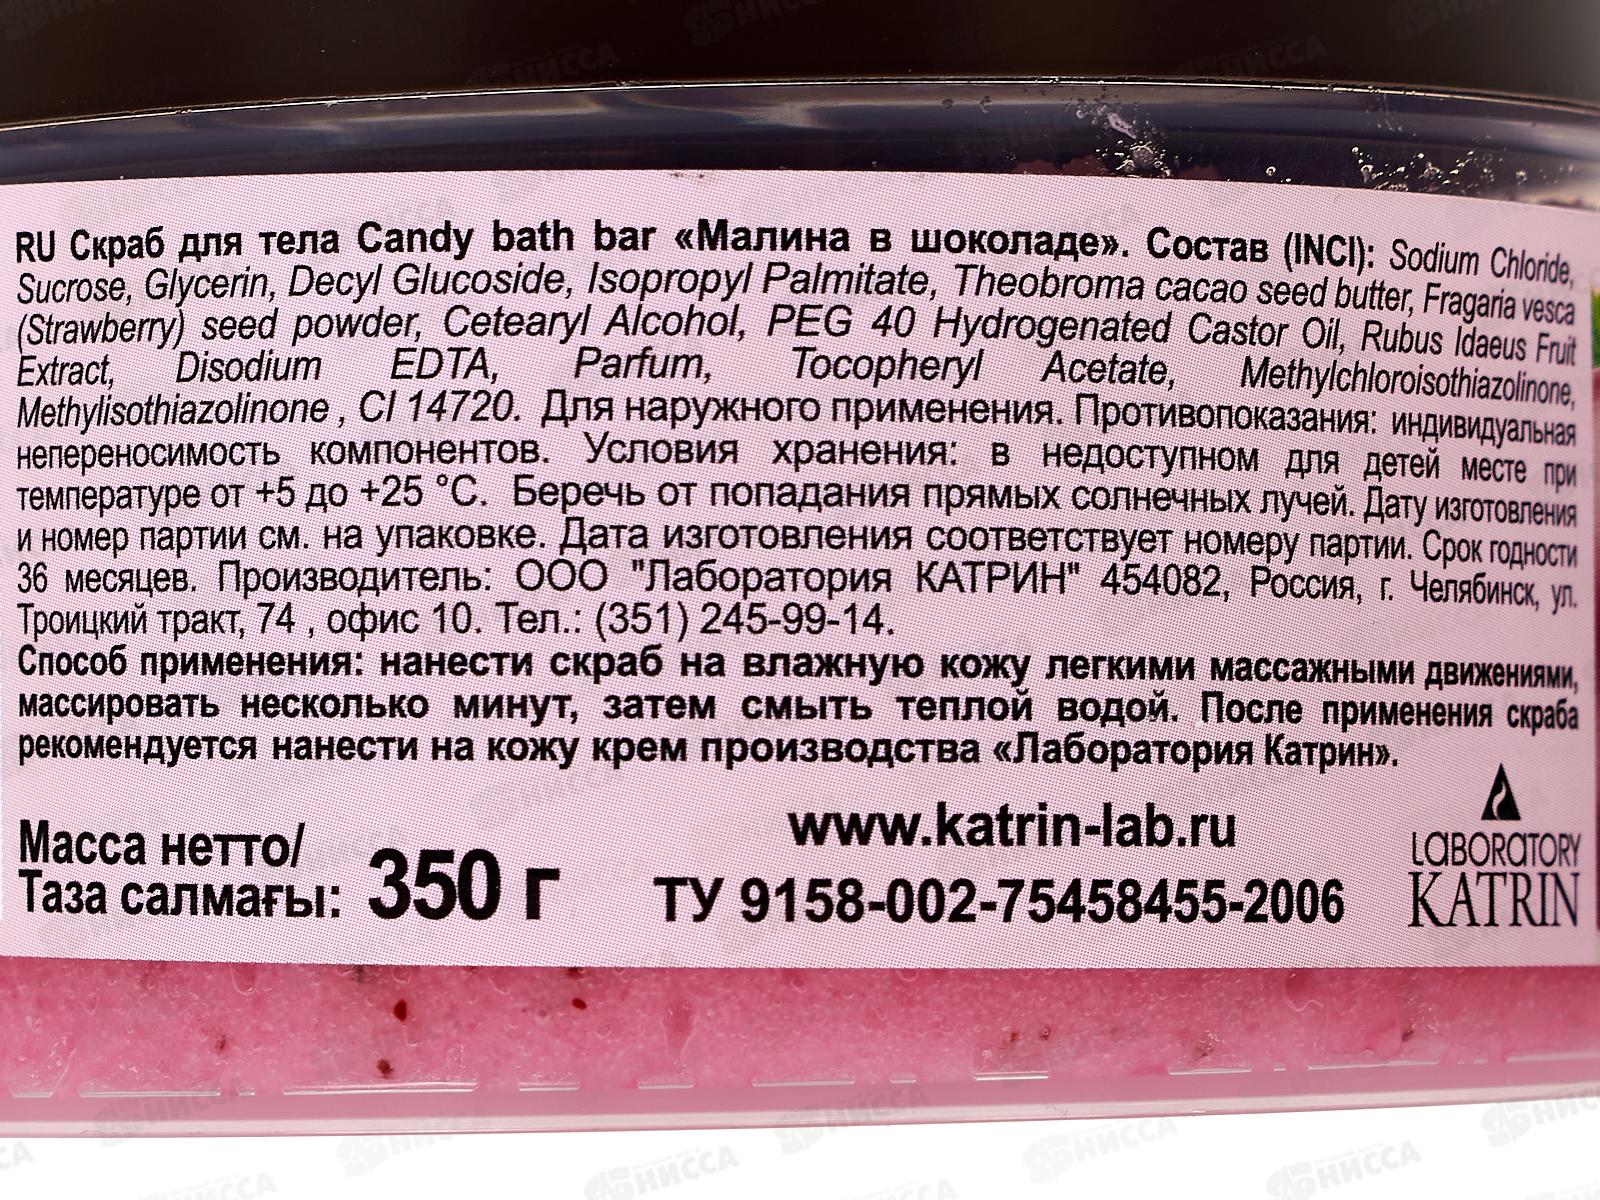 RU Скраб для тела Candy bath bar «Малина в шоколаде». Состав (INCI): Sodium Chloride,
Sucrose, Glycerin, Decyl Glucoside, Isopropyl Palmitate, Theobroma cacao seed butter, Fragaria vesca
(Strawberry) seed powder, Cetearyl Alcohol, PEG 40 Hydrogenated Castor Oil, Rubus Idaeus Fruit
Extract, Disodium EDTA, Parfum, Tocopheryl Acetate, Methylchloroisothiazolinone,
Methylisothiazolinone , CI 14720. Для наружного применения. Противопоказания: индивидуальная
непереносимость компонентов. Условия хранения: в недоступном для детей месте при
температуре от +5 до +25 °C. Беречь от попадания прямых солнечных лучей. Дату изготовления
и номер партии см. на упаковке. Дата изготовления соответствует номеру партии. Срок годности
36 месяцев. Производитель: ООО "Лаборатория КАТРИН" 454082, Россия, г. Челябинск, ул.
Троицкий тракт, 74 , офис 10. Тел.: (351) 245-99-14.
Способ применения: нанести скраб на влажную кожу легкими массажными движениями,
массировать несколько минут, затем смыть теплой водой. После применения скраба
рекомендуется нанести на кожу крем производства «Лаборатория Катрин».
Масса нетто/
Таза салмағы: 350 г
www.katrin-lab.ru
ТУ 9158-002-75458455-2006
LABORATORY
KATRIN